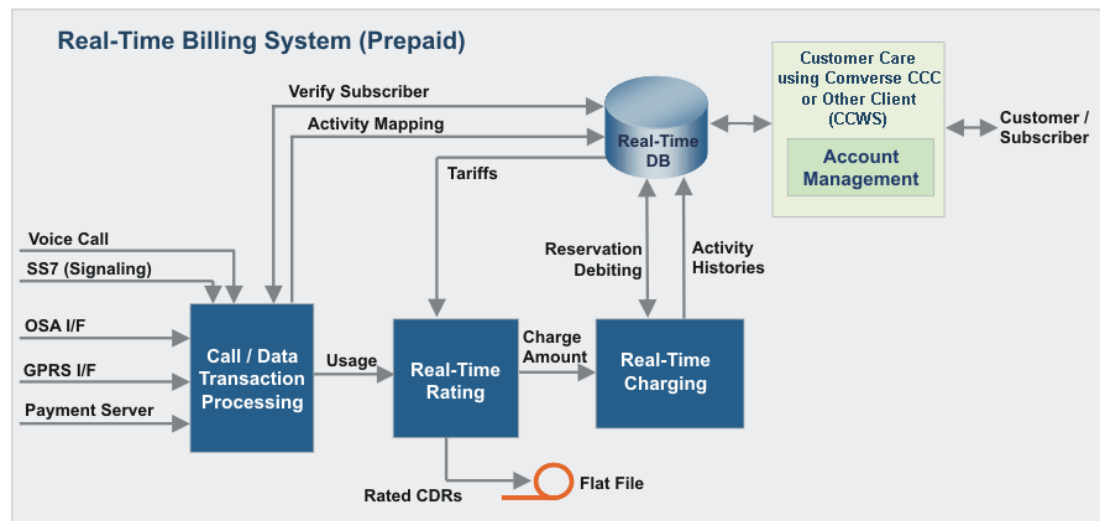 Real-Time Billing System (Prepaid)
Customer Care
using Comverse CCC
or Other Client
(CCWS)
Account
Management
Customer /
Subscriber
Verify Subscriber
Activity Mapping
Real-Time
DB
Tariffs
Voice Call
SS7 (Signaling)
OSA I/F
GPRS I/F
Payment Server
Reservation
Debiting
Activity
Histories
Call / Data
Transaction
Processing
Usage
Real-Time
Rating
Charge
Amount
Real-Time
Charging
Rated CDRs
Flat File